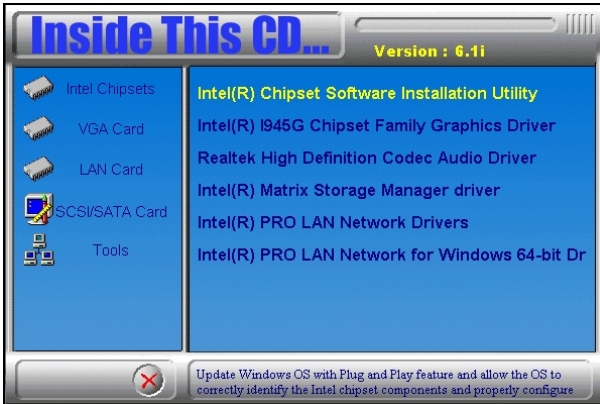 Inside This CD...
Version : 6.1i
Intel Chipsets
VGA Card
LAN Card
SCSI/SATA Card
Tools
Intel(R) Chipset Software Installation Utility
Intel(R) I945G Chipset Family Graphics Driver
Realtek High Definition Codec Audio Driver
Intel(R) Matrix Storage Manager driver
Intel(R) PRO LAN Network Drivers
Intel(R) PRO LAN Network for Windows 64-bit Dr
Update Windows OS with Plug and Play feature and allow the OS to
correctly identify the Intel chipset components and properly configure